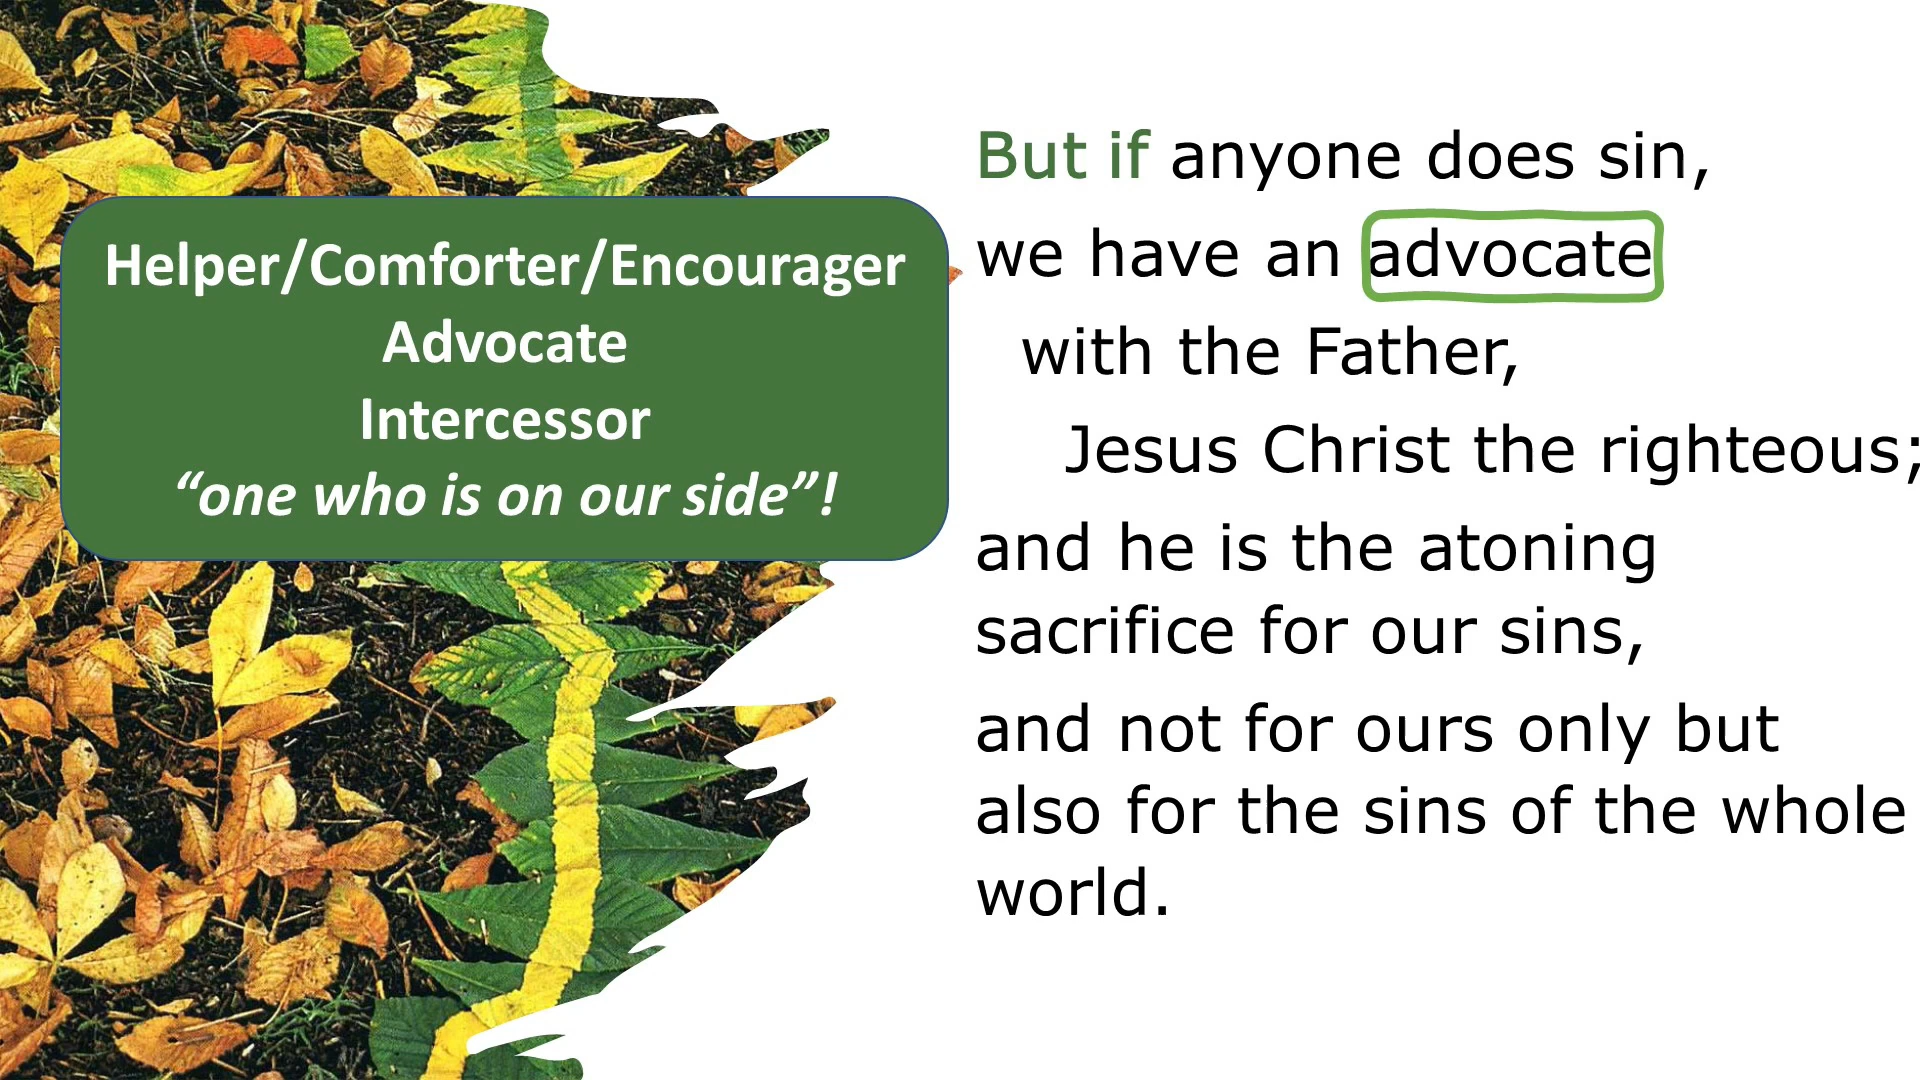 Helper/Comforter/Encourager
Advocate
Intercessor
“one who is on our side”!
But if anyone does sin,
we have an advocate
with the Father,
Jesus Christ the righteous;
and he is the atoning
sacrifice for our sins,
and not for ours only but
also for the sins of the whole
world.